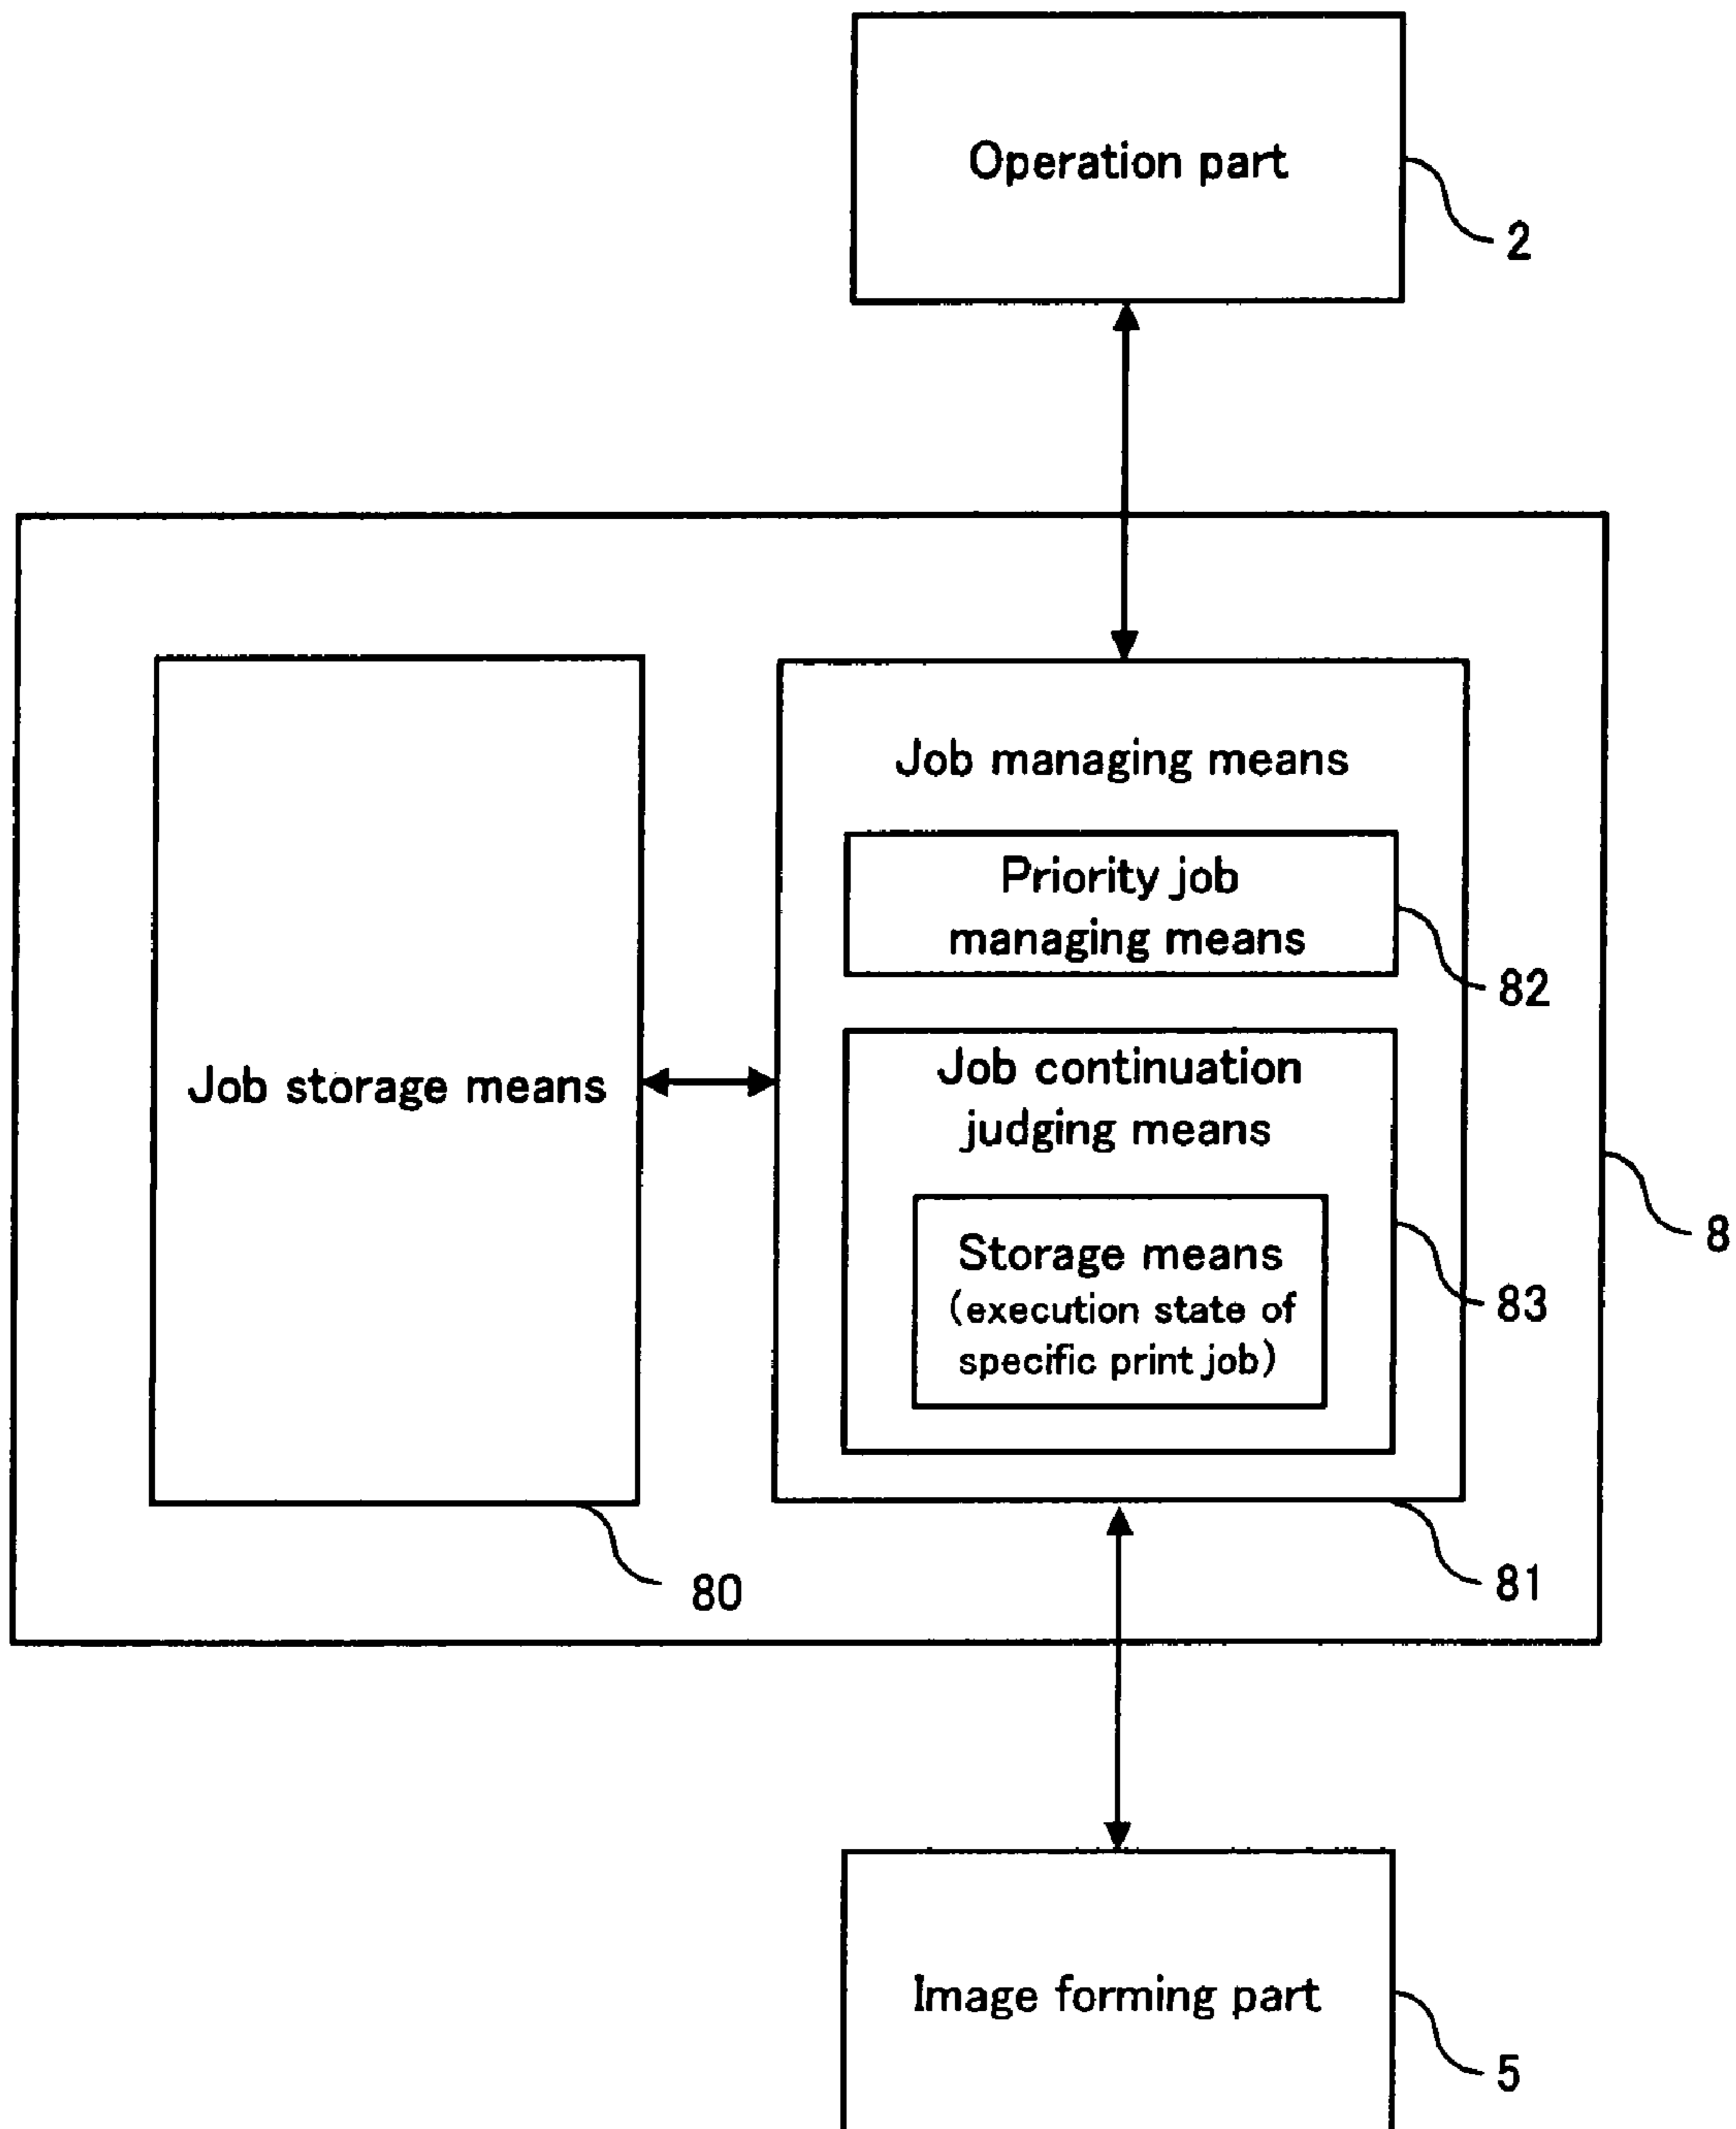 Operation part
2
Job managing means
Priority job
managing means
82
Job continuation
judging means
Job storage means
Storage means
(execution state of
specific print job)
83
8
80
81
Image forming part
5